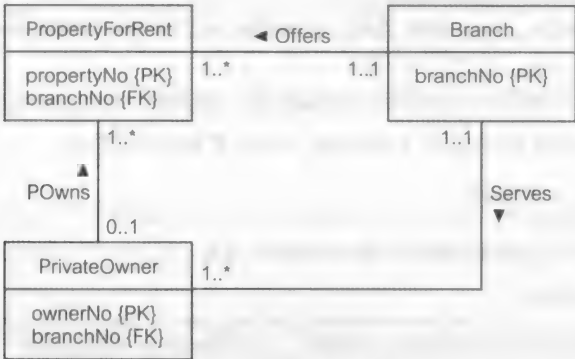 PropertyForRent
◄ Offers
Branch
propertyNo {PK}
branchNo {FK}
1..*
1...1
branchNo {PK}
1..*
1..1
POwns
Serves
0..1
PrivateOwner
1..*
ownerNo {PK}
branchNo {FK}